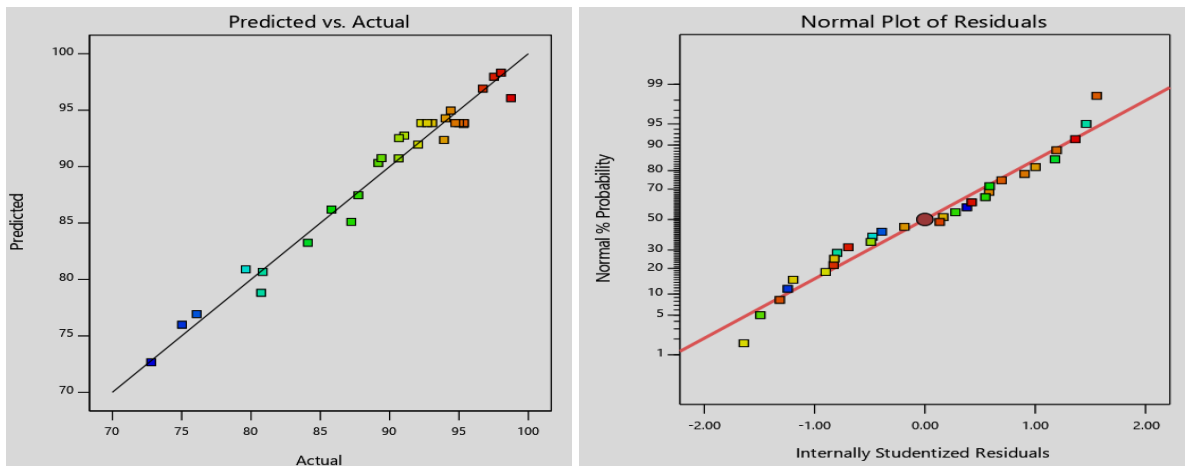 Predicted vs. Actual
100
95
90
85
80
75
70
Predicted
70 75 80 85 90 95 100
Actual
Normal Plot of Residuals
99
95
90
80
70
50
30
20
10
5
1
Normal % Probability
-2.00 -1.00 0.00 1.00 2.00
Internally Studentized Residuals